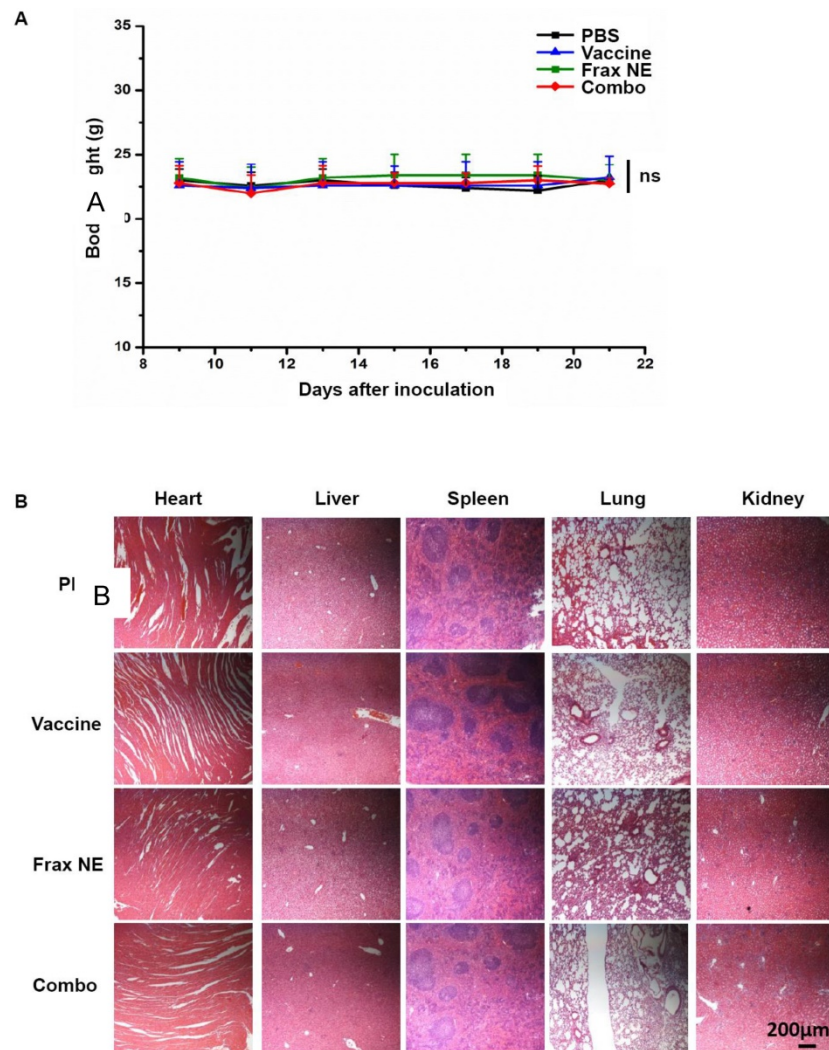 A
35
PBS
Vaccine
Frax NE
Combo
25
ns
ght (g)
A
0
Bod
15
10
8 10 12 14 16 18 20 22
Days after inoculation
B
Heart Liver Spleen Lung Kidney
B
Vaccine
Frax NE
Combo
200µm